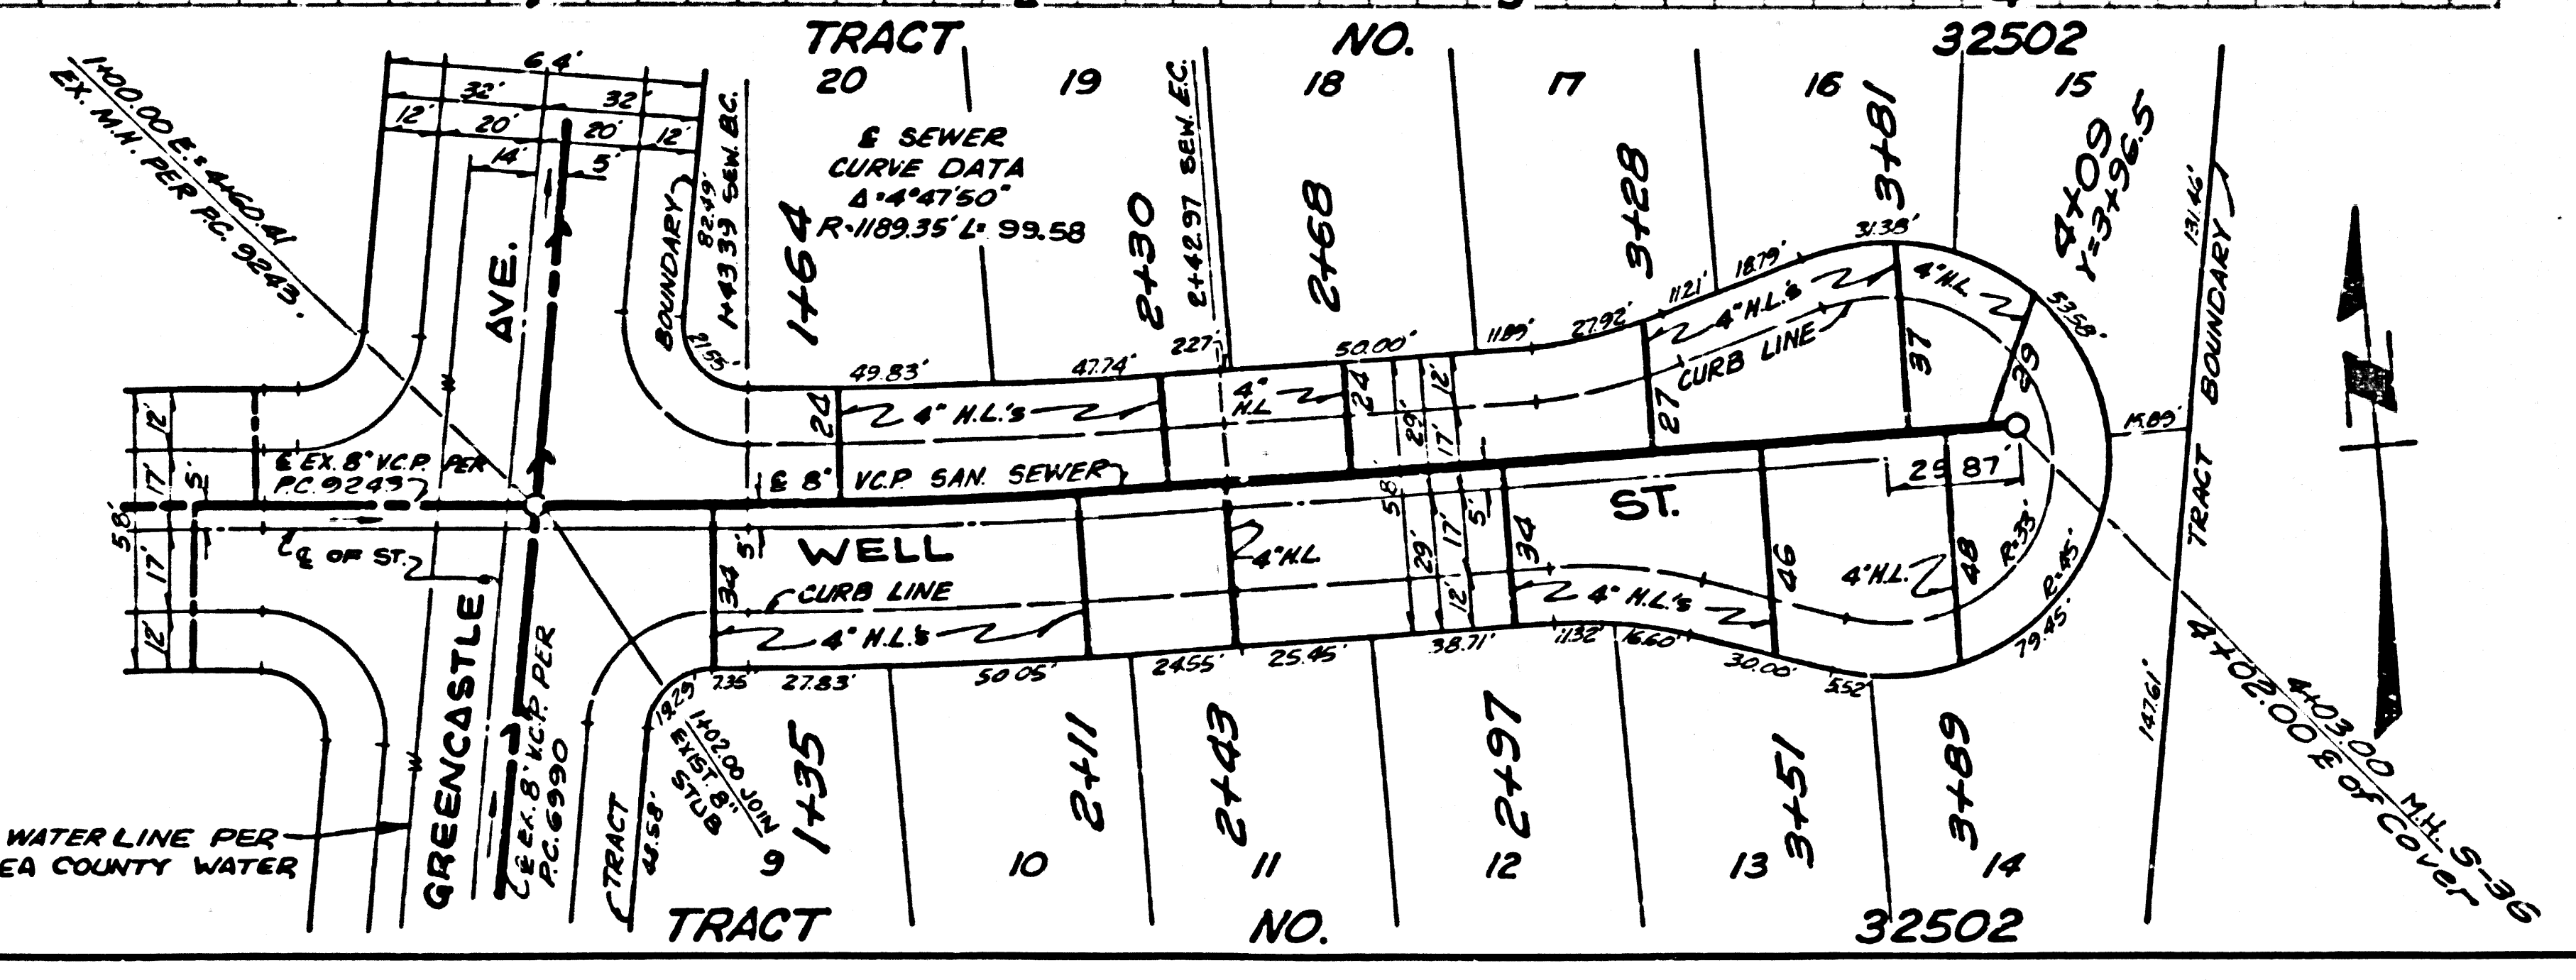 TRACT NO. 32502
20 19 18 17 16 15
1+00.00 E.= 4+60.41
EX. M.H. PER P.C. 9243.
64'
32' 32'
12' 20' 20' 12'
14' 5'
BOUNDARY
82.49'
1+43.39 SEW. B.C.
℄ SEWER
CURVE DATA
Δ=4°47'50"
R=1189.35' L= 99.58
1+64
2+30
2+42.97 SEW. E.C.
2+68
3+28
3+81
4+09
Y=3+96.5
131.46'
TRACT BOUNDARY
147.61'
15.89'
AVE.
21.55'
49.83'
47.74'
2.27'
50.00'
11.89'
27.92'
11.21'
18.79'
31.38'
53.58'
24
4" H.L.'s
4"
H.L.
24
27
4" H.L.'s
CURB LINE
37
4" H.L.
29'
12'
17'
12'
17'
5'
58'
17'
12'
℄ EX. 8" V.C.P. PER
P.C. 9243
℄ OF ST.
℄ 8" V.C.P. SAN. SEWER
5'
WELL ST.
25.87'
34
CURB LINE
4" H.L.'s
4" H.L.
58'
29'
17'
12'
5'
34
4" H.L.'s
46
4" H.L.
48
R=33'
R=45'
79.45'
7.35'
27.83'
50.05'
24.55'
25.45'
38.71'
11.32'
16.60'
30.00'
5.52'
19.29'
1+02.00 JOIN
EXIST. 8"
STUB
GREENCASTLE
℄ EX. 8" V.C.P. PER
P.C. 6990
TRACT
48.58'
WATER LINE PER
EA COUNTY WATER
W
W
1+35
2+11
2+43
2+97
3+51
3+89
4+03.00 M.H. S-36
4+02.00 ℄ of Cover
9 10 11 12 13 14
TRACT NO. 32502
N